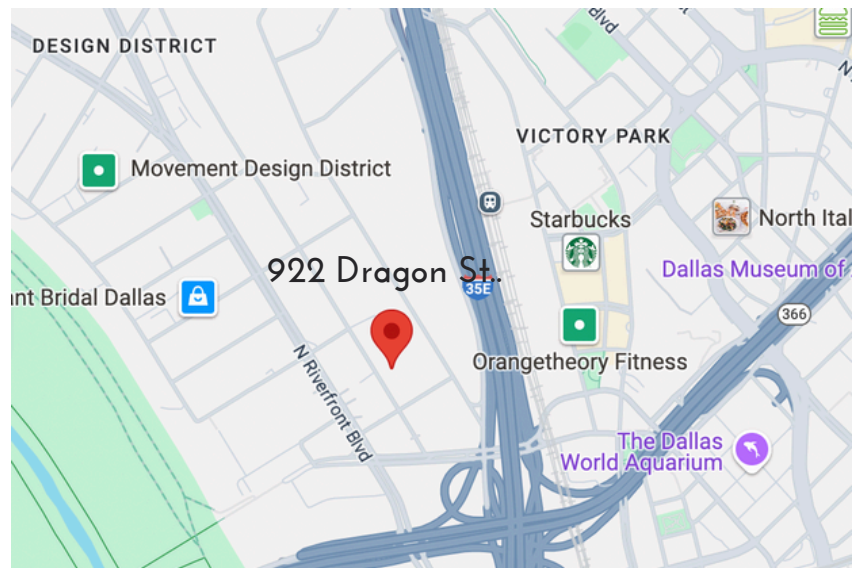 Blvd
DESIGN DISTRICT
N
VICTORY PARK
Movement Design District
Starbucks
North Ital
922 Dragon St..
Dallas Museum of
35E
nt Bridal Dallas
366
N Riverfront Blvd
Orangetheory Fitness
The Dallas
World Aquarium